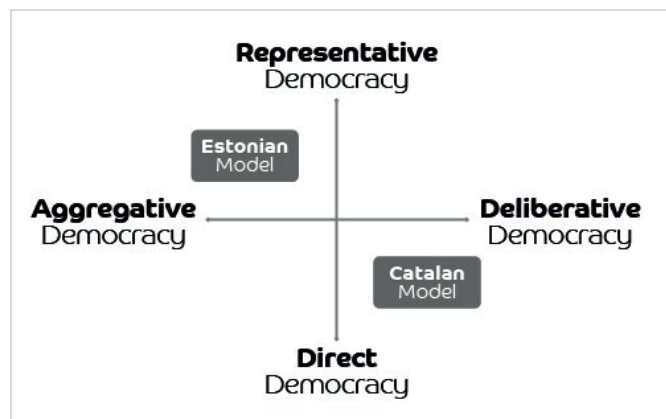 Representative
Democracy
Estonian
Model
Aggregative
Democracy
Deliberative
Democracy
Catalan
Model
Direct
Democracy